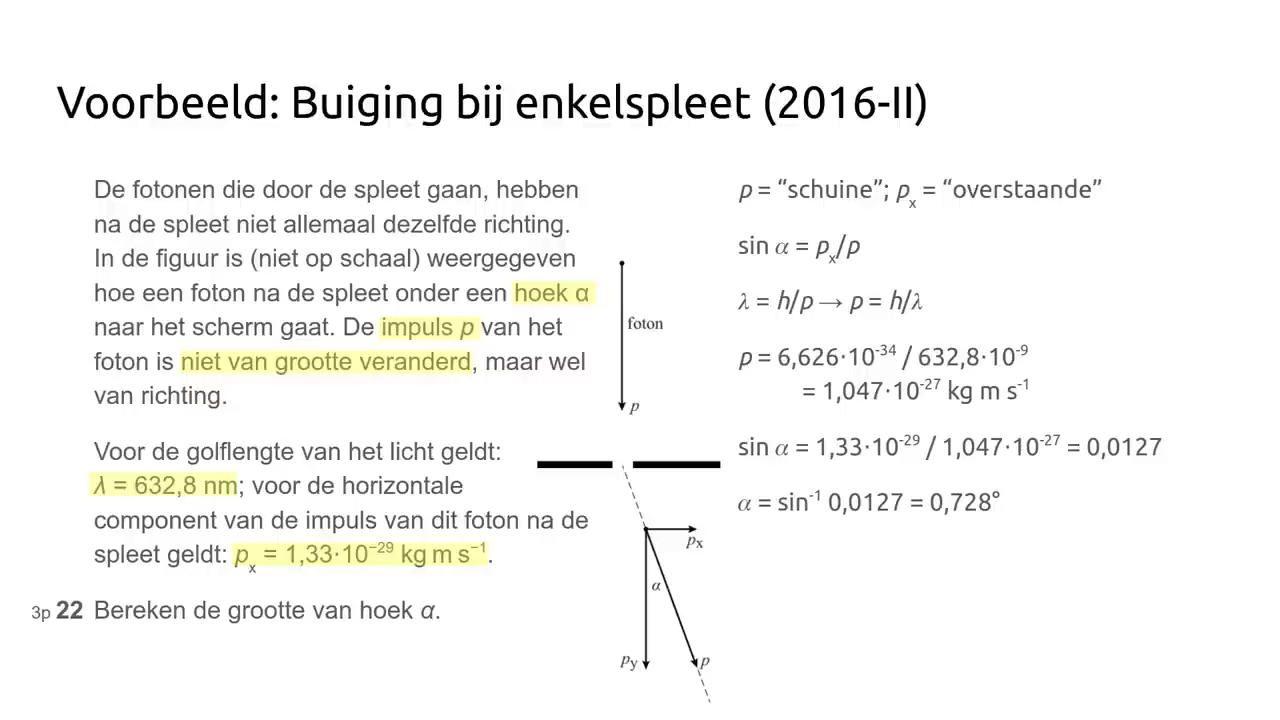 Voorbeeld: Buiging bij enkelspleet (2016-II)
De fotonen die door de spleet gaan, hebben
na de spleet niet allemaal dezelfde richting.
In de figuur is (niet op schaal) weergegeven
hoe een foton na de spleet onder een hoek α
naar het scherm gaat. De impuls p van het
foton is niet van grootte veranderd, maar wel
van richting.
Voor de golflengte van het licht geldt:
λ = 632,8 nm; voor de horizontale
component van de impuls van dit foton na de
spleet geldt: pₓ = 1,33·10⁻²⁹ kg m s⁻¹.
3p 22 Bereken de grootte van hoek α.
foton
p
pₓ
α
py
p
p = “schuine”; pₓ = “overstaande”
sin α = pₓ/p
λ = h/p → p = h/λ
p = 6,626·10⁻³⁴ / 632,8·10⁻⁹
= 1,047·10⁻²⁷ kg m s⁻¹
sin α = 1,33·10⁻²⁹ / 1,047·10⁻²⁷ = 0,0127
α = sin⁻¹ 0,0127 = 0,728°